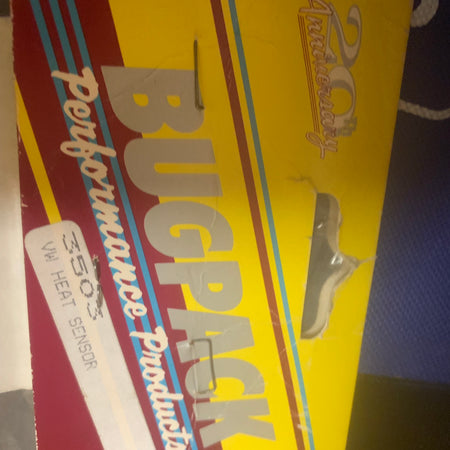 20th
Anniversary
BUGPACK
Performance Products
3503
VW HEAT SENSOR